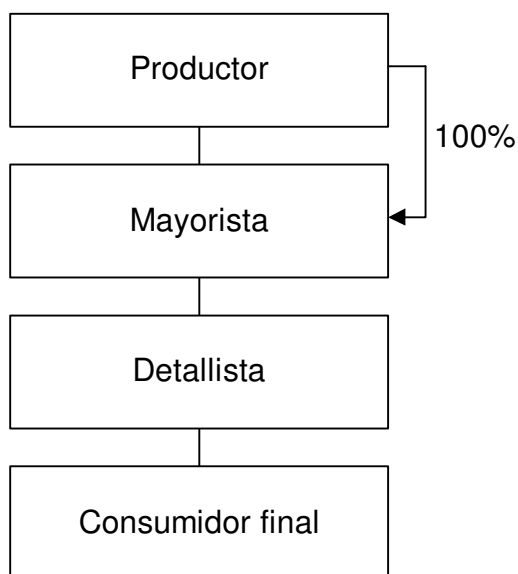 Productor
100%
Mayorista
Detallista
Consumidor final